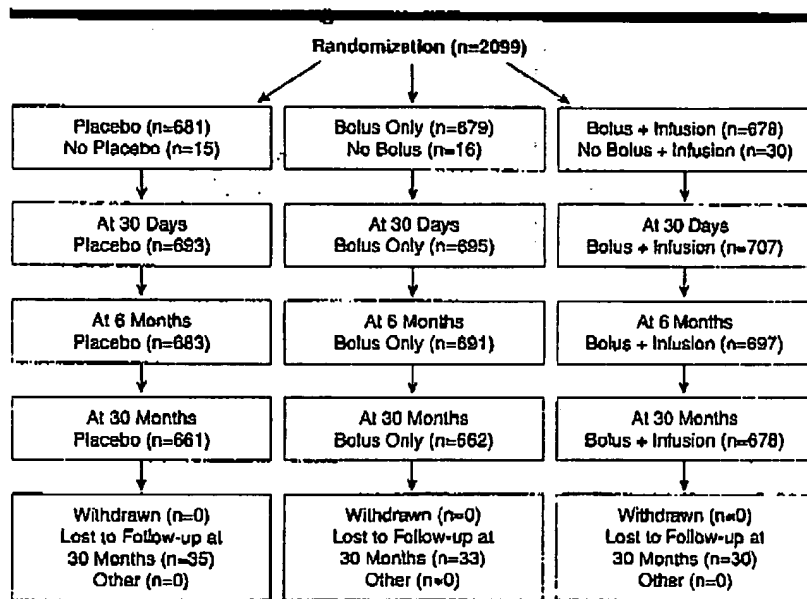 Randomization (n=2099)
Placebo (n=681)
No Placebo (n=15)
Bolus Only (n=679)
No Bolus (n=16)
Bolus + Infusion (n=678)
No Bolus + Infusion (n=30)
At 30 Days
Placebo (n=693)
At 30 Days
Bolus Only (n=695)
At 30 Days
Bolus + Infusion (n=707)
At 6 Months
Placebo (n=683)
At 6 Months
Bolus Only (n=691)
At 6 Months
Bolus + Infusion (n=697)
At 30 Months
Placebo (n=661)
At 30 Months
Bolus Only (n=662)
At 30 Months
Bolus + Infusion (n=678)
Withdrawn (n=0)
Lost to Follow-up at
30 Months (n=35)
Other (n=0)
Withdrawn (n=0)
Lost to Follow-up at
30 Months (n=33)
Other (n=0)
Withdrawn (n=0)
Lost to Follow-up at
30 Months (n=30)
Other (n=0)